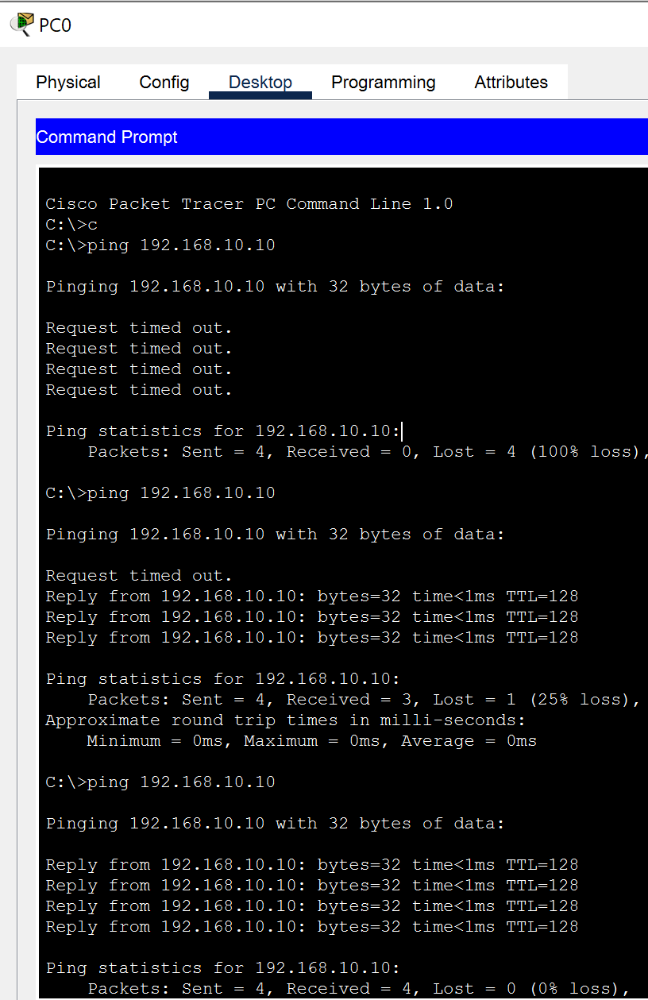 PC0
Physical Config Desktop Programming Attributes
Command Prompt
Cisco Packet Tracer PC Command Line 1.0
C:\>c
C:\>ping 192.168.10.10
Pinging 192.168.10.10 with 32 bytes of data:
Request timed out.
Request timed out.
Request timed out.
Request timed out.
Ping statistics for 192.168.10.10:
Packets: Sent = 4, Received = 0, Lost = 4 (100% loss),
C:\>ping 192.168.10.10
Pinging 192.168.10.10 with 32 bytes of data:
Request timed out.
Reply from 192.168.10.10: bytes=32 time<1ms TTL=128
Reply from 192.168.10.10: bytes=32 time<1ms TTL=128
Reply from 192.168.10.10: bytes=32 time<1ms TTL=128
Ping statistics for 192.168.10.10:
Packets: Sent = 4, Received = 3, Lost = 1 (25% loss),
Approximate round trip times in milli-seconds:
Minimum = 0ms, Maximum = 0ms, Average = 0ms
C:\>ping 192.168.10.10
Pinging 192.168.10.10 with 32 bytes of data:
Reply from 192.168.10.10: bytes=32 time<1ms TTL=128
Reply from 192.168.10.10: bytes=32 time<1ms TTL=128
Reply from 192.168.10.10: bytes=32 time<1ms TTL=128
Reply from 192.168.10.10: bytes=32 time<1ms TTL=128
Ping statistics for 192.168.10.10:
Packets: Sent = 4, Received = 4, Lost = 0 (0% loss),